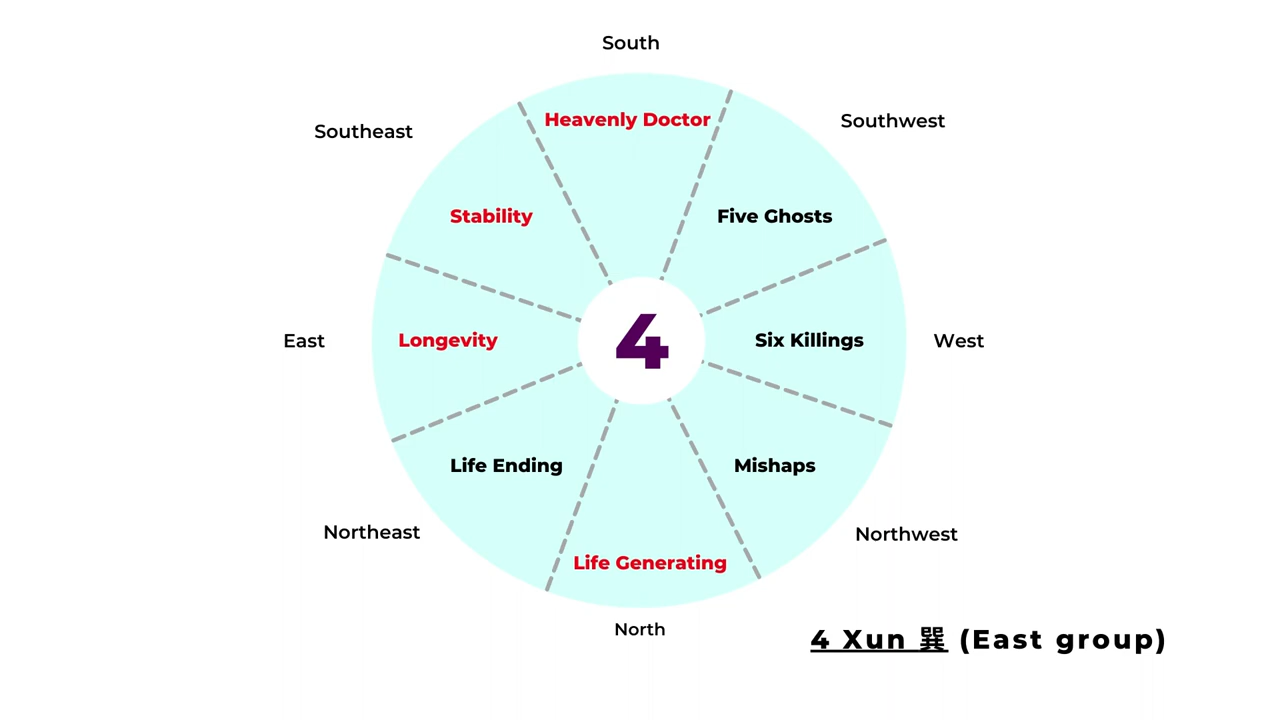 South
Southeast
Heavenly Doctor
Southwest
Stability
Five Ghosts
East
Longevity
4
Six Killings
West
Life Ending
Mishaps
Northeast
Life Generating
Northwest
North
4 Xun 巽 (East group)